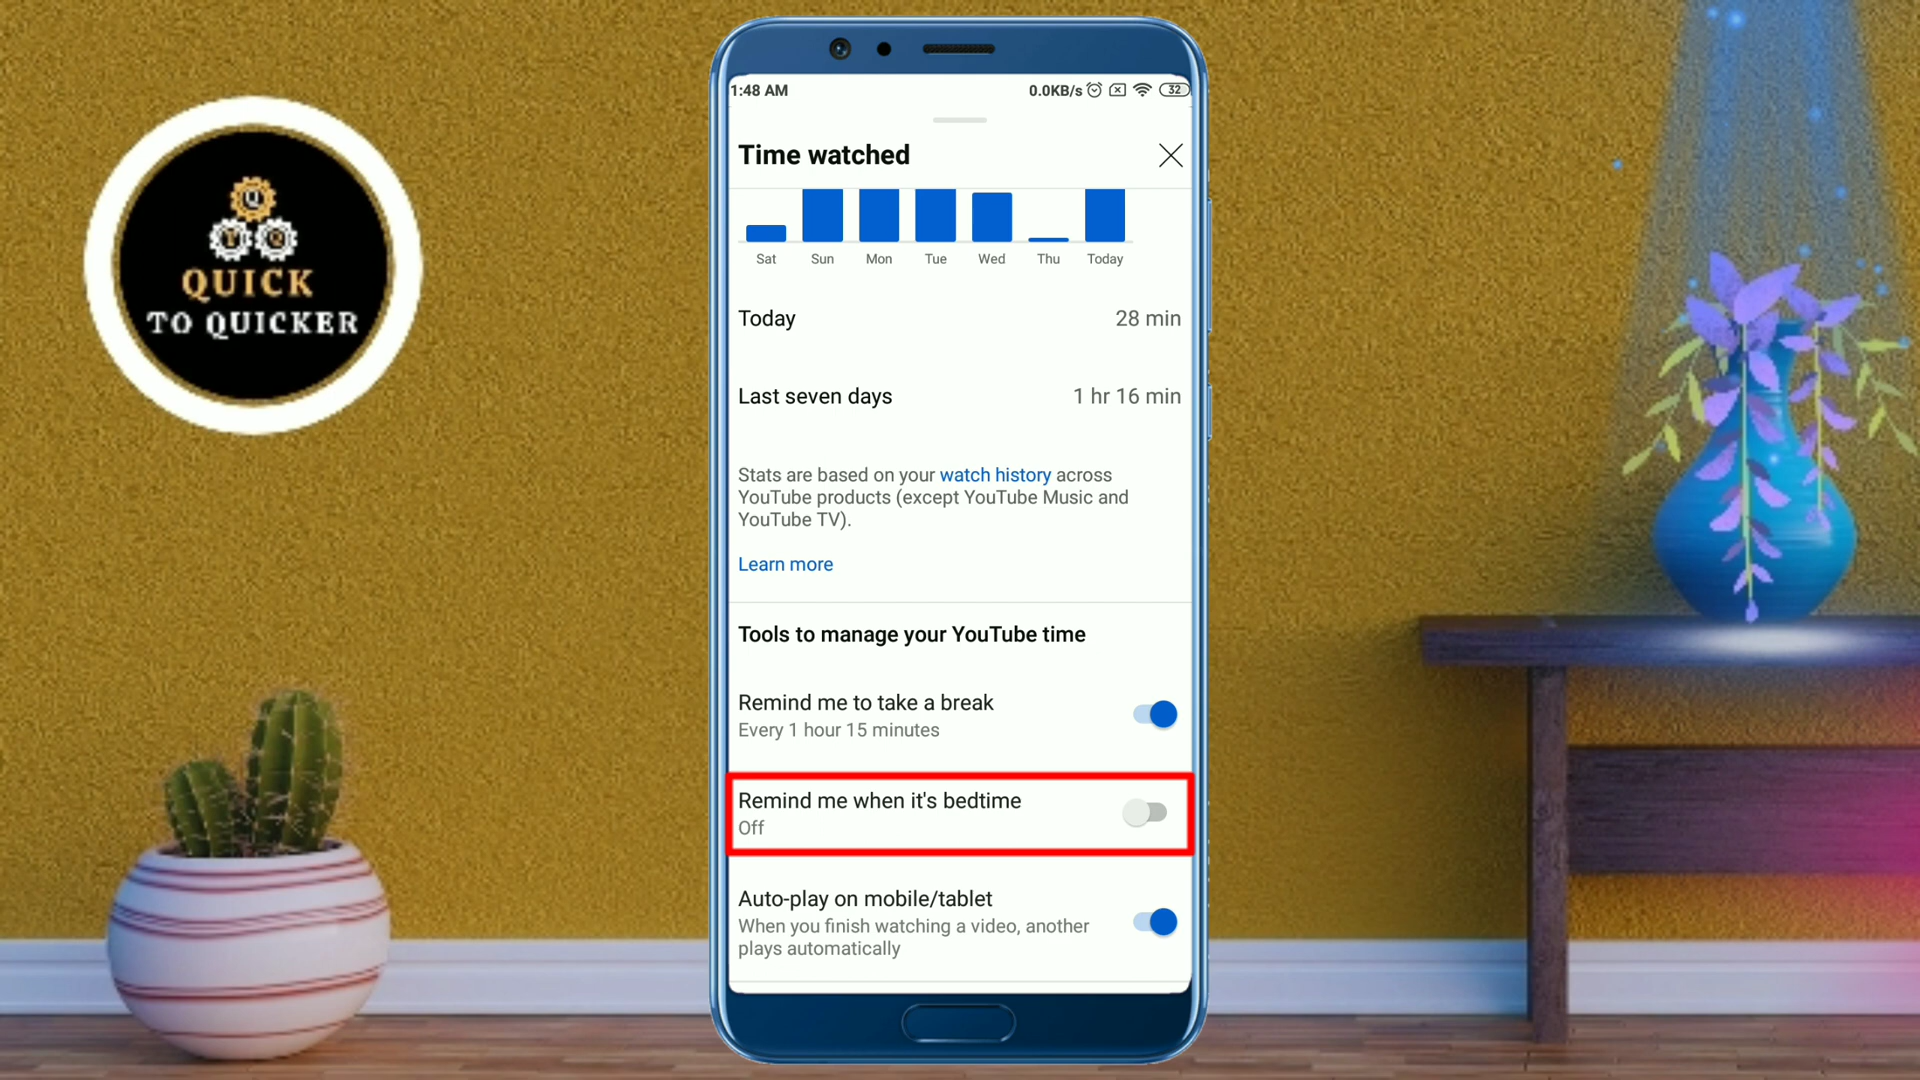 Q
Y Q
QUICK
TO QUICKER
1:48 AM 0.0KB/s 32
Time watched
Sat Sun Mon Tue Wed Thu Today
Today 28 min
Last seven days 1 hr 16 min
Stats are based on your watch history across
YouTube products (except YouTube Music and
YouTube TV).
Learn more
Tools to manage your YouTube time
Remind me to take a break
Every 1 hour 15 minutes
Remind me when it's bedtime
Off
Auto-play on mobile/tablet
When you finish watching a video, another
plays automatically